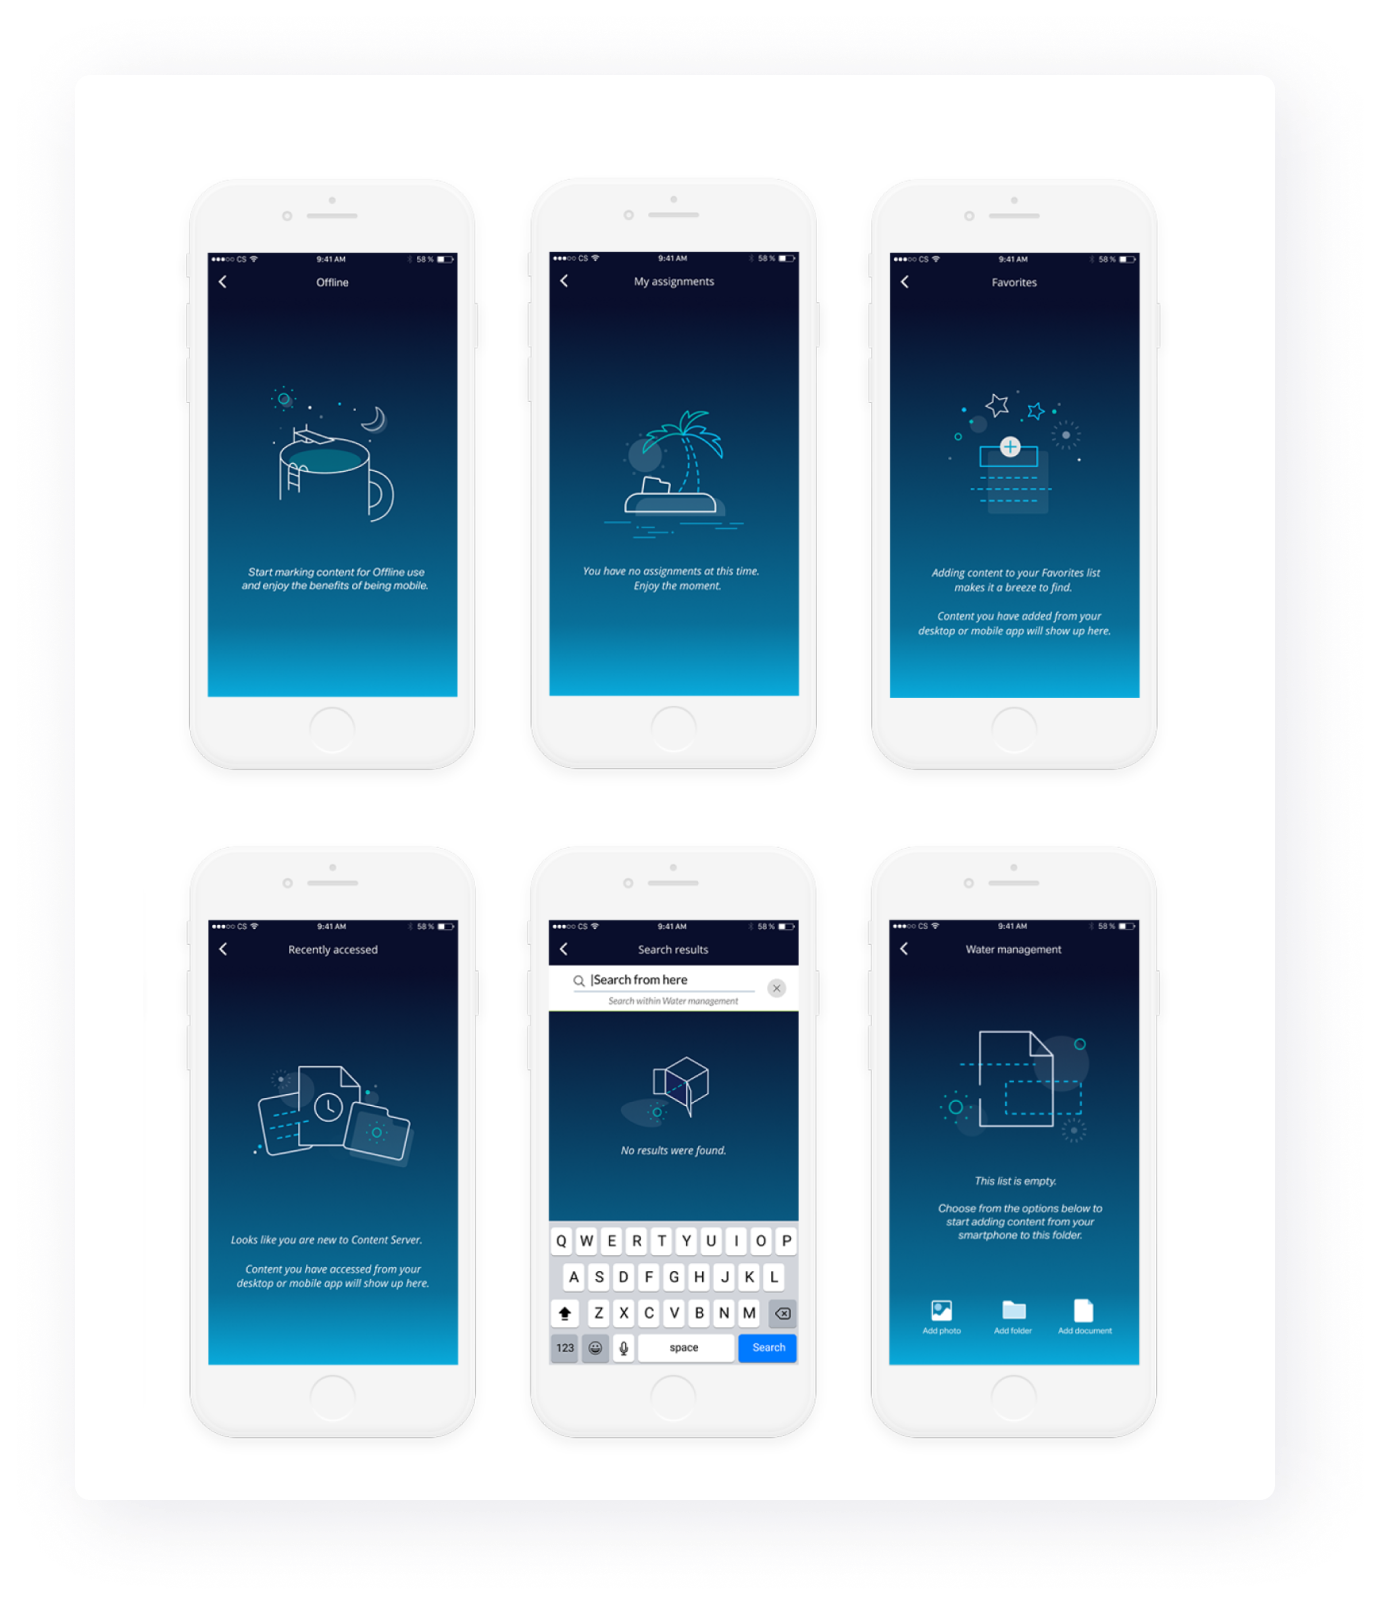 CS 9:41 AM 58 %
Offline
Start marking content for Offline use
and enjoy the benefits of being mobile.
CS 9:41 AM 58 %
My assignments
You have no assignments at this time.
Enjoy the moment.
CS 9:41 AM 58 %
Favorites
Adding content to your Favorites list
makes it a breeze to find.
Content you have added from your
desktop or mobile app will show up here.
CS 9:41 AM 58 %
Recently accessed
Looks like you are new to Content Server.
Content you have accessed from your
desktop or mobile app will show up here.
CS 9:41 AM 58 %
Search results
Search from here
Search within Water management
No results were found.
Q W E R T Y U I O P
A S D F G H J K L
Z X C V B N M
123 space Search
CS 9:41 AM 58 %
Water management
This list is empty.
Choose from the options below to
start adding content from your
smartphone to this folder.
Add photo Add folder Add document